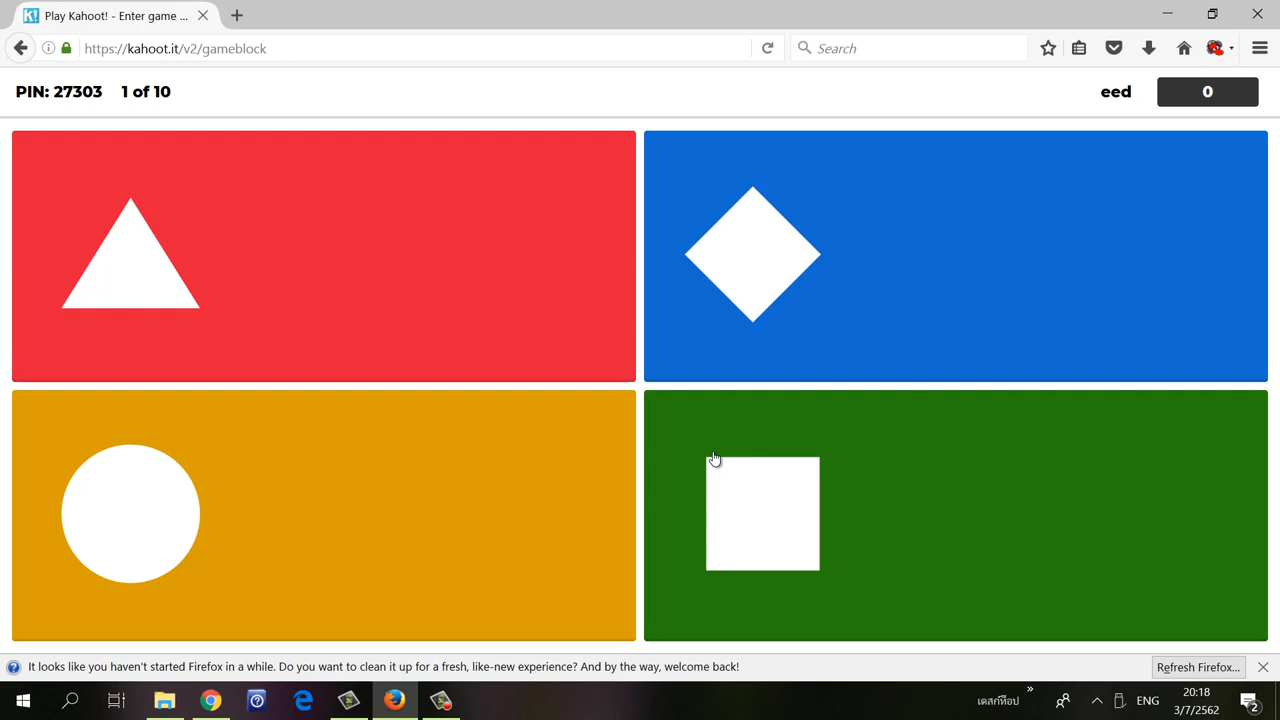 Play Kahoot! - Enter game ...
https://kahoot.it/v2/gameblock
Search
PIN: 27303 1 of 10
eed 0
It looks like you haven't started Firefox in a while. Do you want to clean it up for a fresh, like-new experience? And by the way, welcome back!
Refresh Firefox...
เดสก์ท็อป
ENG
20:18
3/7/2562
2